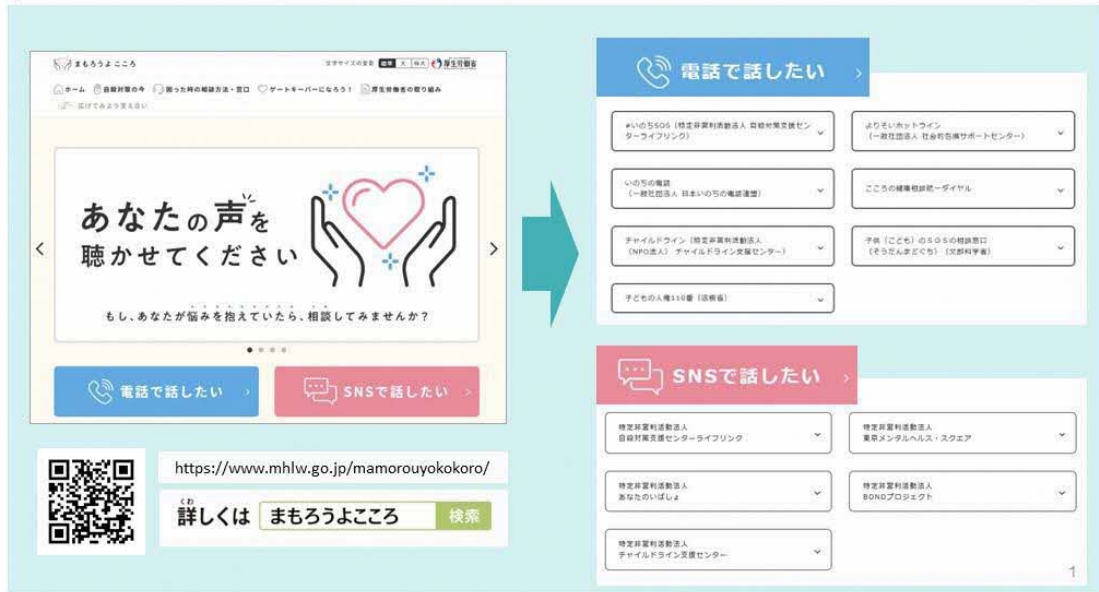 まもろうよ こころ
文字サイズの変更 標準 大 特大 厚生労働省
ホーム 自殺対策の今 困った時の相談方法・窓口 ゲートキーパーになろう! 厚生労働省の取り組み
広げてみよう支え合い
あなたの声を
聴かせてください
もし、あなたが悩みを抱えていたら、相談してみませんか?
電話で話したい
SNSで話したい
https://www.mhlw.go.jp/mamorouyokokoro/
くわ
詳しくは まもろうよこころ 検索
電話で話したい
#いのちSOS(特定非営利活動法人 自殺対策支援セン
ターライフリンク)
よりそいホットライン
(一般社団法人 社会的包摂サポートセンター)
いのちの電話
(一般社団法人 日本いのちの電話連盟)
こころの健康相談統一ダイヤル
チャイルドライン(特定非営利活動法人
(NPO法人) チャイルドライン支援センター)
子供(こども)のSOSの相談窓口
(そうだんまどぐち)(文部科学省)
子どもの人権110番(法務省)
SNSで話したい
特定非営利活動法人
自殺対策支援センターライフリンク
特定非営利活動法人
東京メンタルヘルス・スクエア
特定非営利活動法人
あなたのいばしょ
特定非営利活動法人
BONDプロジェクト
特定非営利活動法人
チャイルドライン支援センター
1